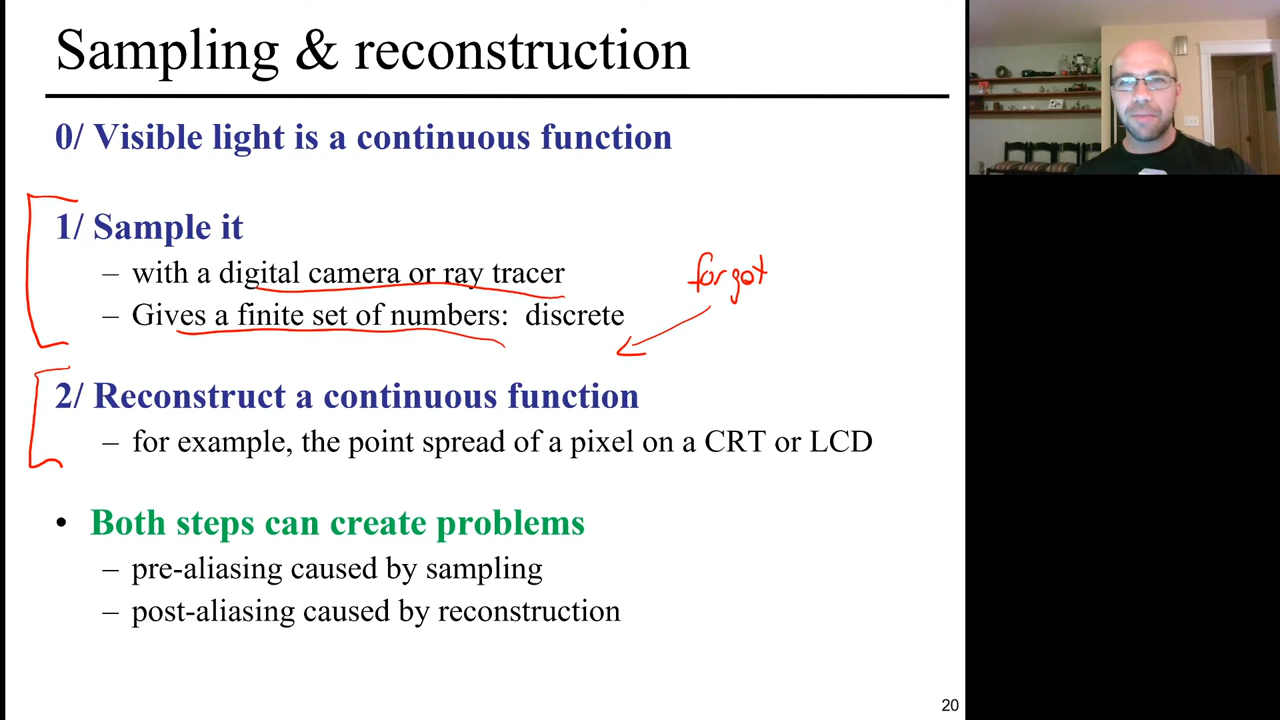 Sampling & reconstruction
0/ Visible light is a continuous function
1/ Sample it
– with a digital camera or ray tracer
forgot
– Gives a finite set of numbers: discrete
2/ Reconstruct a continuous function
– for example, the point spread of a pixel on a CRT or LCD
• Both steps can create problems
– pre-aliasing caused by sampling
– post-aliasing caused by reconstruction
20